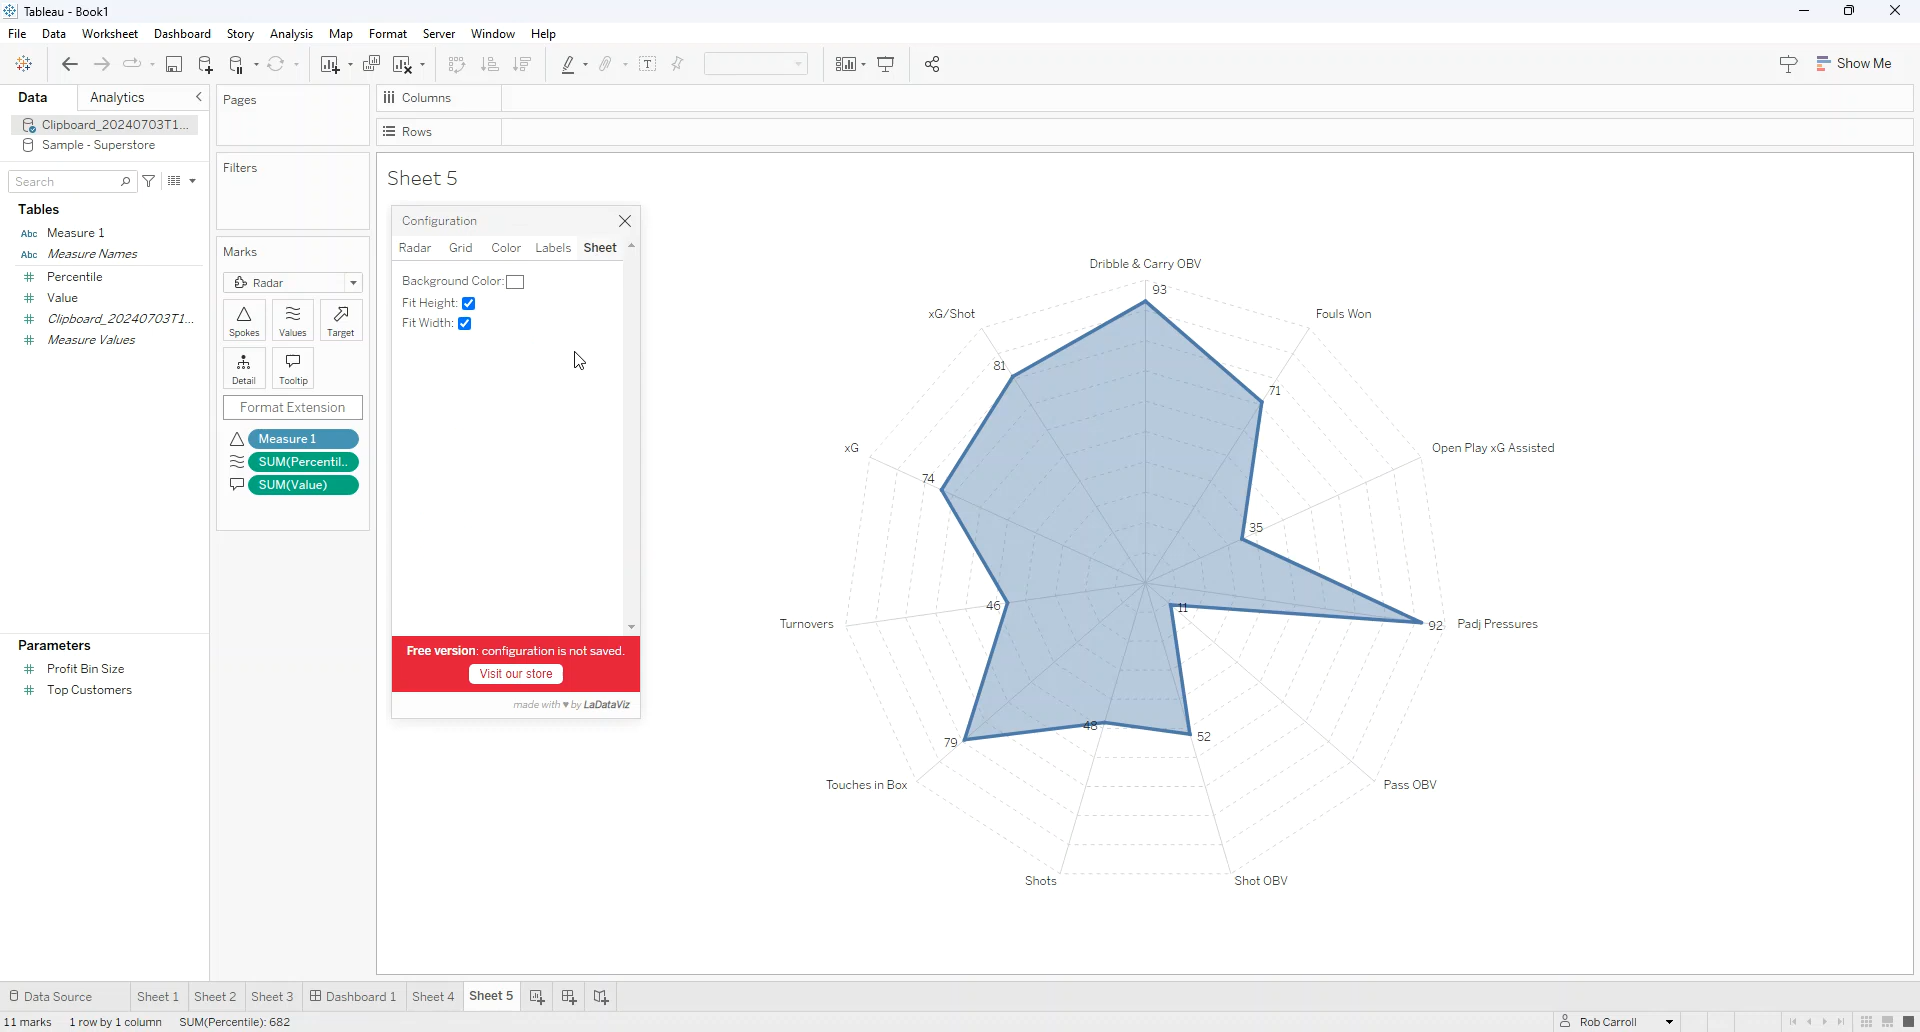 Tableau - Book1
File Data Worksheet Dashboard Story Analysis Map Format Server Window Help
Show Me
Data Analytics
Clipboard_20240703T1...
Sample - Superstore
Search
Tables
Abc Measure 1
Abc Measure Names
# Percentile
# Value
# Clipboard_20240703T1...
# Measure Values
Parameters
# Profit Bin Size
# Top Customers
Pages
Filters
Marks
Radar
Spokes Values Target
Detail Tooltip
Format Extension
Measure 1
SUM(Percentil..
SUM(Value)
Columns
Rows
Sheet 5
Configuration
Radar Grid Color Labels Sheet
Background Color:
Fit Height:
Fit Width:
Free version: configuration is not saved.
Visit our store
made with ♥ by LaDataViz
Dribble & Carry OBV
93
Fouls Won
71
Open Play xG Assisted
35
Padj Pressures
92
Pass OBV
11
Shot OBV
52
Shots
48
Touches in Box
79
Turnovers
46
xG
74
xG/Shot
81
Data Source Sheet 1 Sheet 2 Sheet 3 Dashboard 1 Sheet 4 Sheet 5
11 marks 1 row by 1 column SUM(Percentile): 682 Rob Carroll